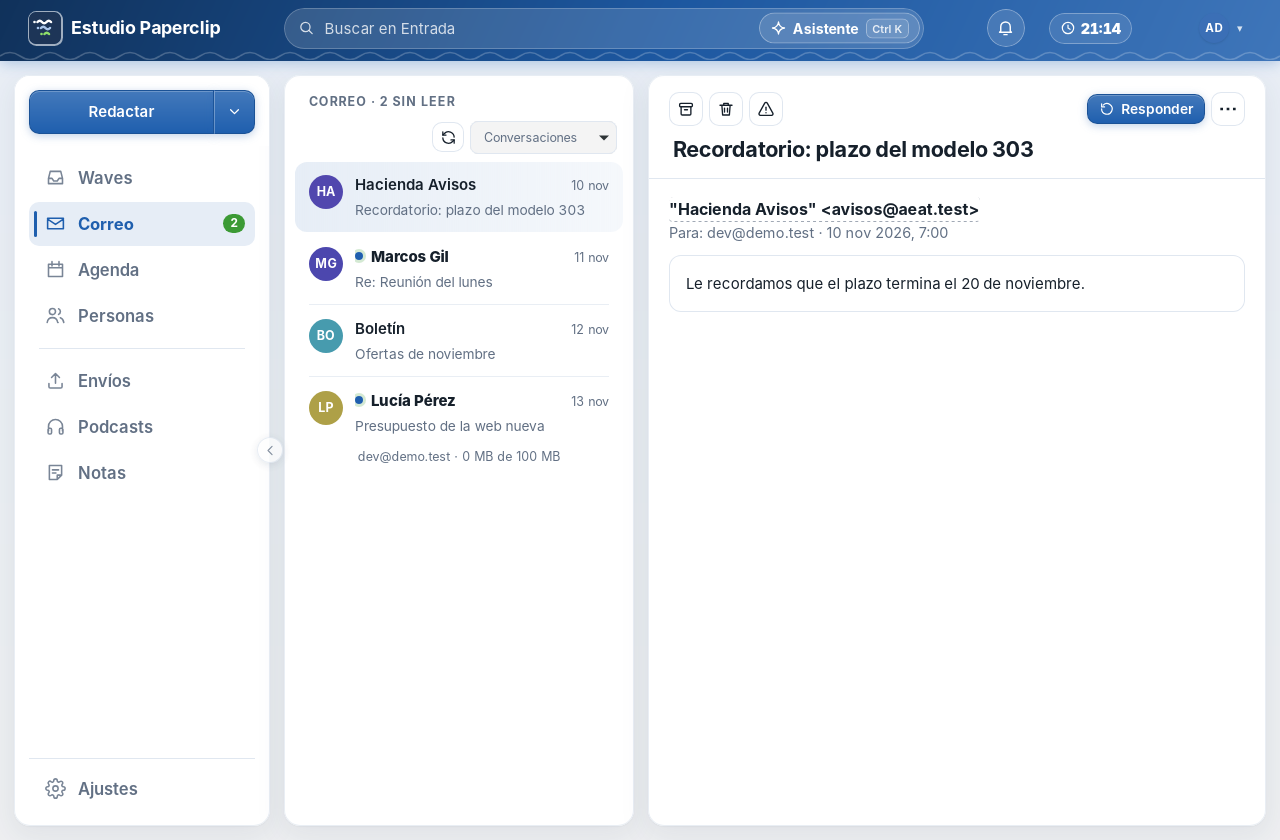 Estudio Paperclip
Buscar en Entrada
Asistente
Ctrl K
21:14
AD
Redactar
Waves
Correo
2
Agenda
Personas
Envíos
Podcasts
Notas
Ajustes
CORREO · 2 SIN LEER
Conversaciones
HA
Hacienda Avisos
10 nov
Recordatorio: plazo del modelo 303
MG
Marcos Gil
11 nov
Re: Reunión del lunes
BO
Boletín
12 nov
Ofertas de noviembre
LP
Lucía Pérez
13 nov
Presupuesto de la web nueva
dev@demo.test · 0 MB de 100 MB
Responder
Recordatorio: plazo del modelo 303
"Hacienda Avisos" <avisos@aeat.test>
Para: dev@demo.test · 10 nov 2026, 7:00
Le recordamos que el plazo termina el 20 de noviembre.